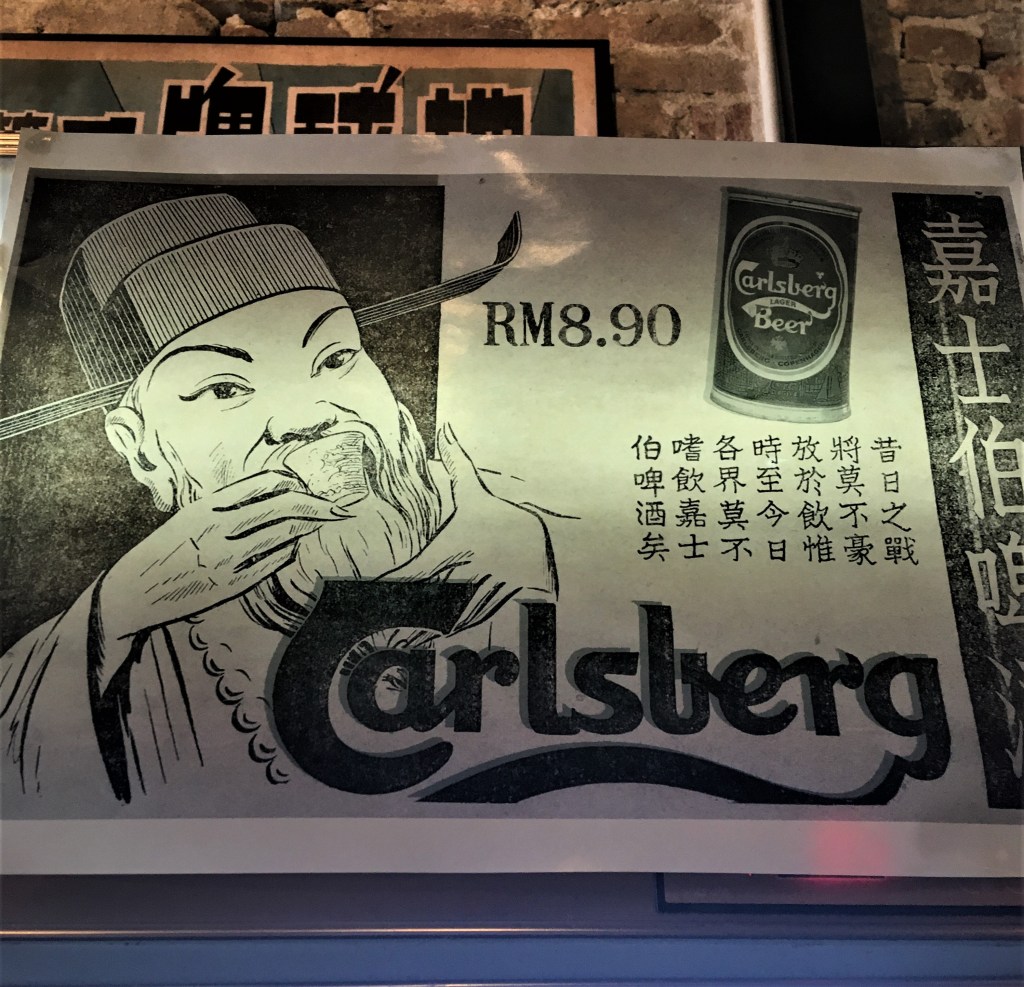 RM8.90
Carlsberg
LAGER
Beer
嘉士伯啤
昔日之戰
將莫不豪
放於飲惟
時至今日
各界莫不
嗜飲嘉士
伯啤酒矣
Carlsberg